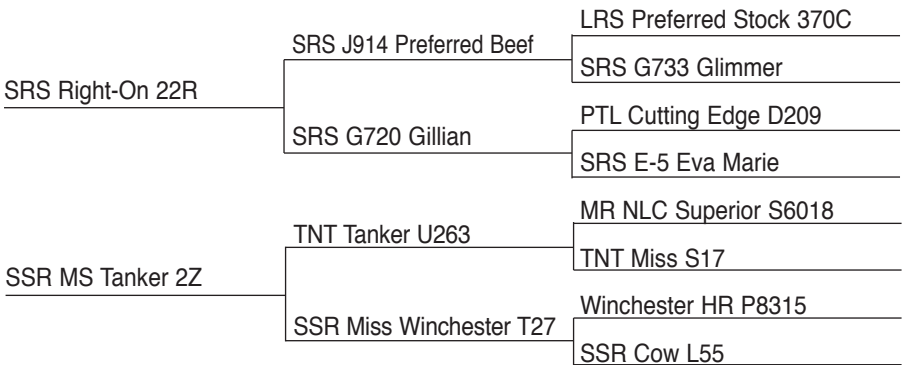 LRS Preferred Stock 370C
SRS J914 Preferred Beef
SRS G733 Glimmer
SRS Right-On 22R
PTL Cutting Edge D209
SRS G720 Gillian
SRS E-5 Eva Marie
MR NLC Superior S6018
TNT Tanker U263
TNT Miss S17
SSR MS Tanker 2Z
Winchester HR P8315
SSR Miss Winchester T27
SSR Cow L55